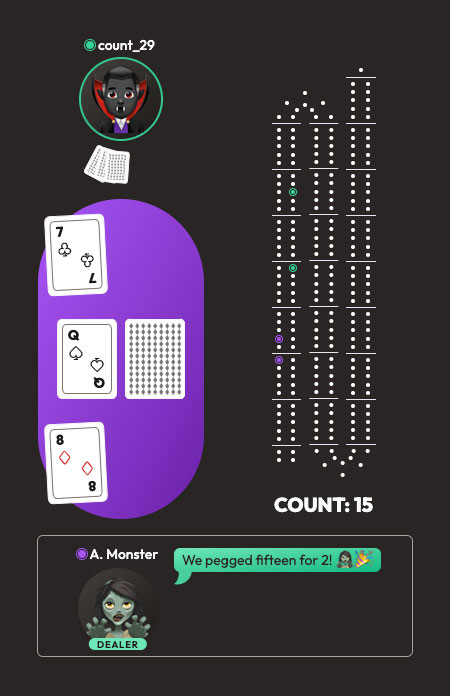 count_29
7
7
Q
Q
8
8
COUNT: 15
A. Monster
We pegged fifteen for 2! 🧟‍♀️🎉
DEALER